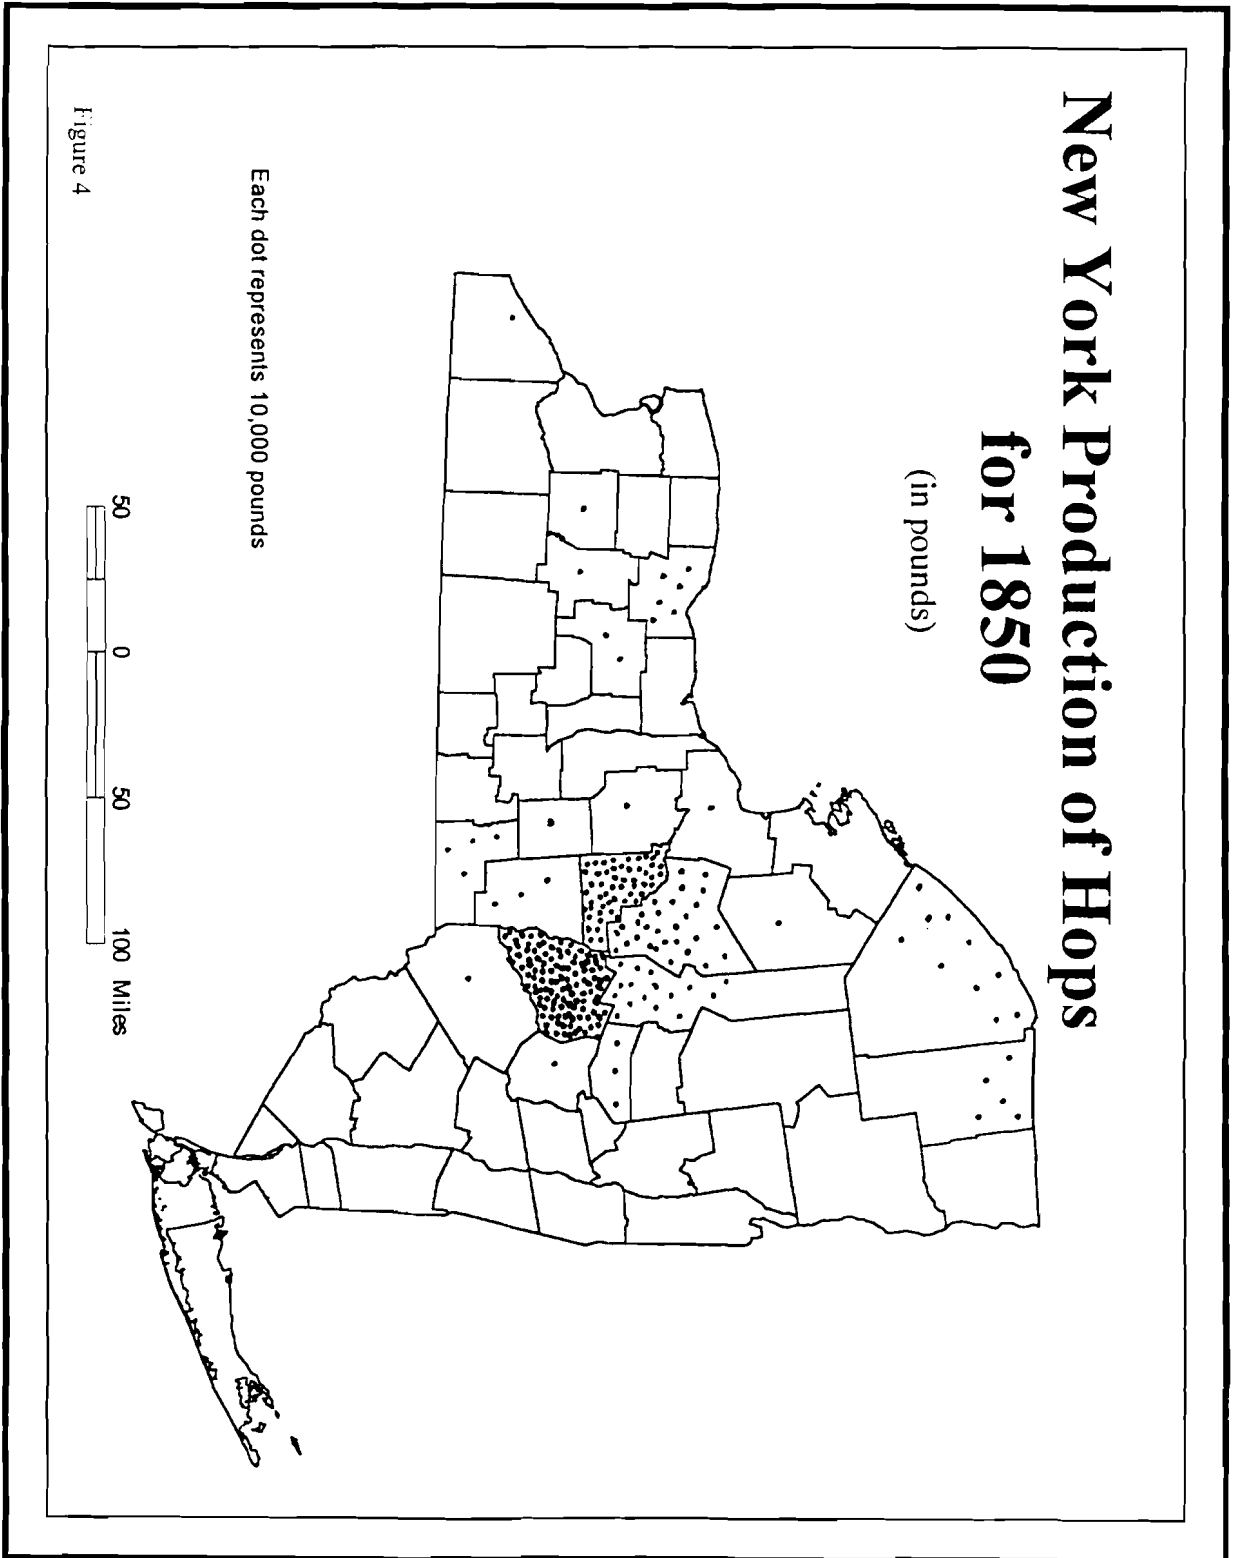 New York Production of Hops
for 1850
(in pounds)
Each dot represents 10,000 pounds
50 0 50 100 Miles
Figure 4